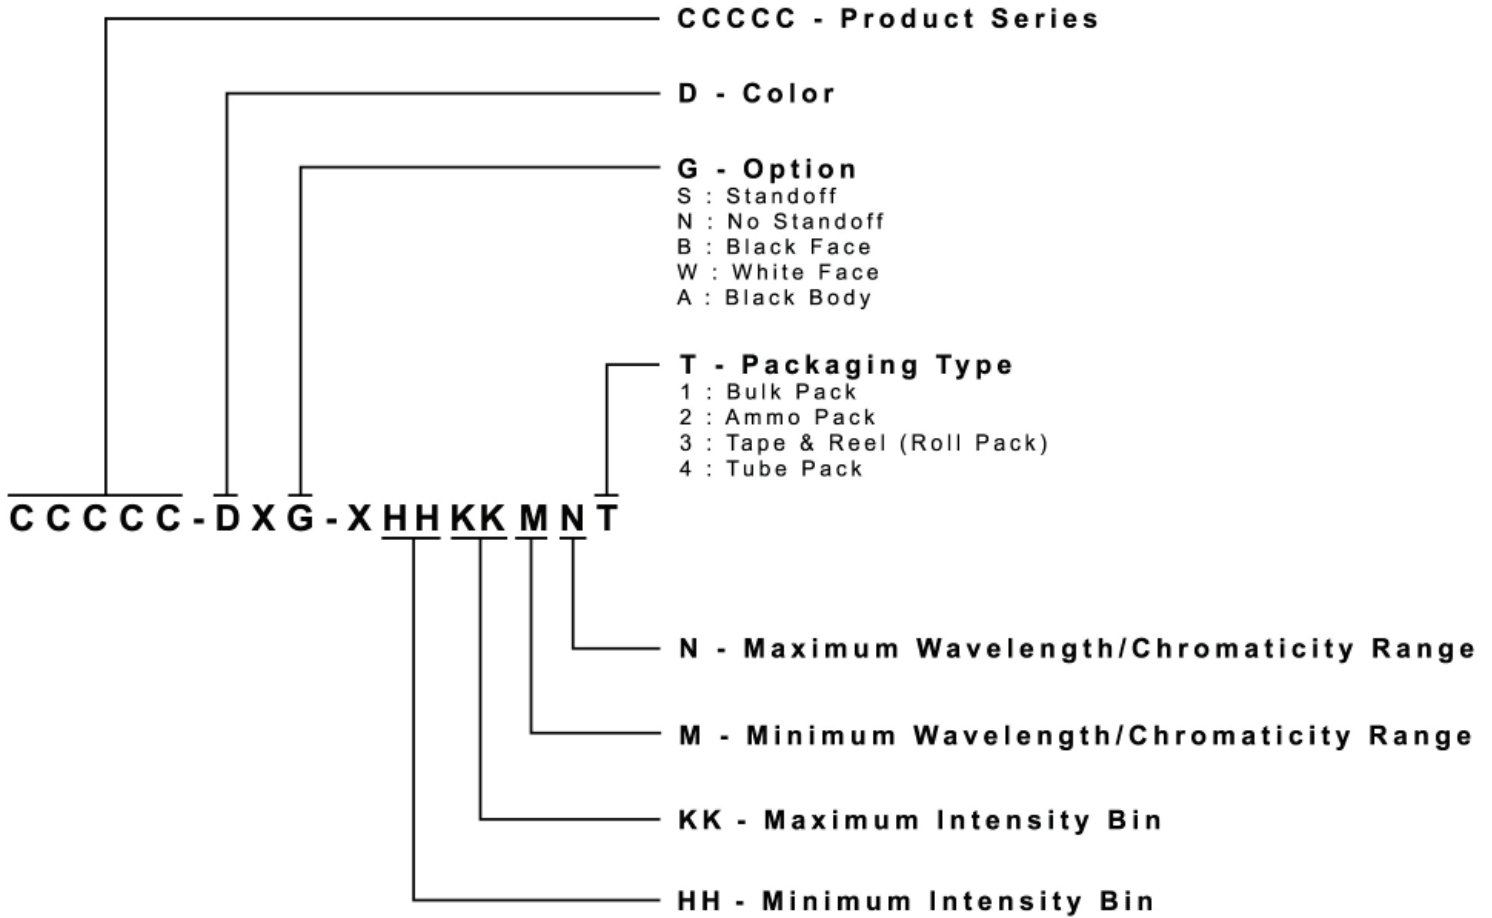 CCCCC - Product Series
D - Color
G - Option
S : Standoff
N : No Standoff
B : Black Face
W : White Face
A : Black Body
T - Packaging Type
1 : Bulk Pack
2 : Ammo Pack
3 : Tape & Reel (Roll Pack)
4 : Tube Pack
CCCCC-DXG-XHHKKMNT
N - Maximum Wavelength/Chromaticity Range
M - Minimum Wavelength/Chromaticity Range
KK - Maximum Intensity Bin
HH - Minimum Intensity Bin